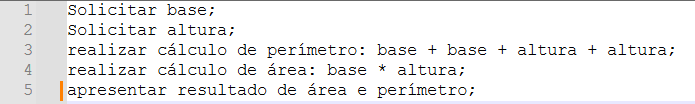 1 Solicitar base;
2 Solicitar altura;
3 realizar cálculo de perímetro: base + base + altura + altura;
4 realizar cálculo de área: base * altura;
5 apresentar resultado de área e perímetro;